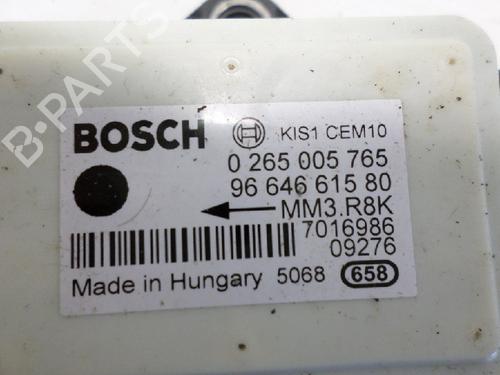 BOSCH KIS1 CEM10
0 265 005 765
96 646 615 80
MM3.R8K
7016986
09276
Made in Hungary 5068 658
B-PARTS